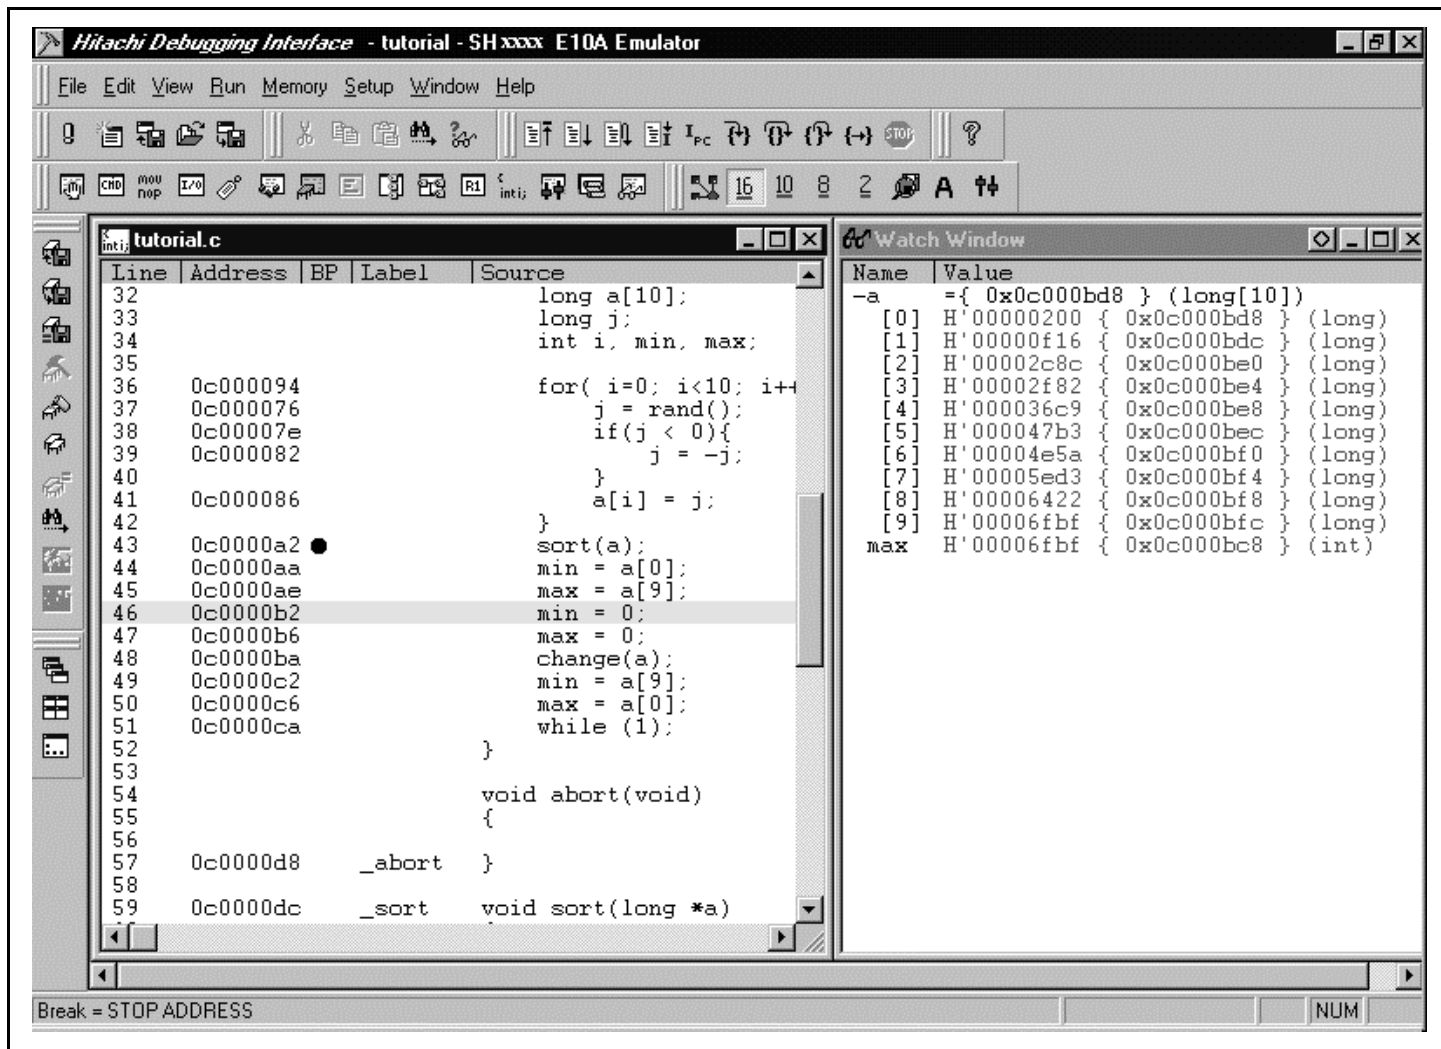 Hitachi Debugging Interface - tutorial - SH xxxx E10A Emulator
File Edit View Run Memory Setup Window Help
I PC STOP ?
CMD MOV NOP I/O R1 inti; 16 10 8 2 A
inti; tutorial.c
Line Address BP Label Source
32 long a[10];
33 long j;
34 int i, min, max;
35
36 0c000094 for( i=0; i<10; i++
37 0c000076 j = rand();
38 0c00007e if(j < 0){
39 0c000082 j = -j;
40 }
41 0c000086 a[i] = j;
42 }
43 0c0000a2 ● sort(a);
44 0c0000aa min = a[0];
45 0c0000ae max = a[9];
46 0c0000b2 min = 0;
47 0c0000b6 max = 0;
48 0c0000ba change(a);
49 0c0000c2 min = a[9];
50 0c0000c6 max = a[0];
51 0c0000ca while (1);
52 }
53
54 void abort(void)
55 {
56
57 0c0000d8 _abort }
58
59 0c0000dc _sort void sort(long *a)
Watch Window
Name Value
-a ={ 0x0c000bd8 } (long[10])
[0] H'00000200 { 0x0c000bd8 } (long)
[1] H'00000f16 { 0x0c000bdc } (long)
[2] H'00002c8c { 0x0c000be0 } (long)
[3] H'00002f82 { 0x0c000be4 } (long)
[4] H'000036c9 { 0x0c000be8 } (long)
[5] H'000047b3 { 0x0c000bec } (long)
[6] H'00004e5a { 0x0c000bf0 } (long)
[7] H'00005ed3 { 0x0c000bf4 } (long)
[8] H'00006422 { 0x0c000bf8 } (long)
[9] H'00006fbf { 0x0c000bfc } (long)
max H'00006fbf { 0x0c000bc8 } (int)
Break = STOP ADDRESS
NUM